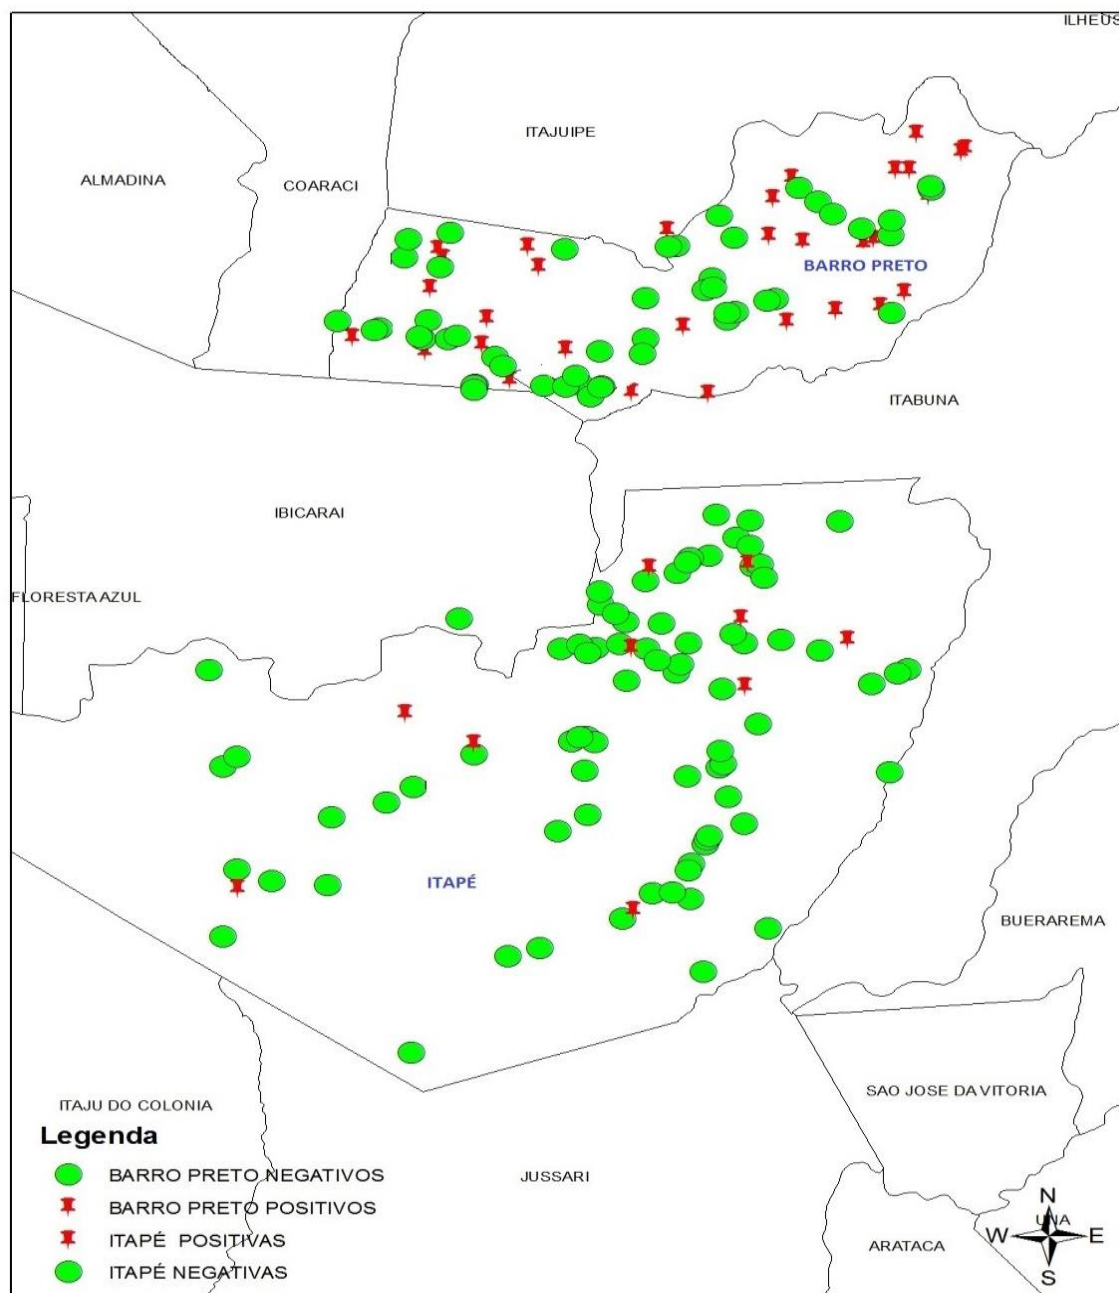 ILHEUS
ITAJUIPE
ALMADINA
COARACI
BARRO PRETO
ITABUNA
IBICARAI
FLORESTA AZUL
ITAPÉ
BUERAREMA
SAO JOSE DA VITORIA
ITAJU DO COLONIA
JUSSARI
ARATACA
Legenda
BARRO PRETO NEGATIVOS
BARRO PRETO POSITIVOS
ITAPÉ POSITIVAS
ITAPÉ NEGATIVAS
N
UNA
W
E
S